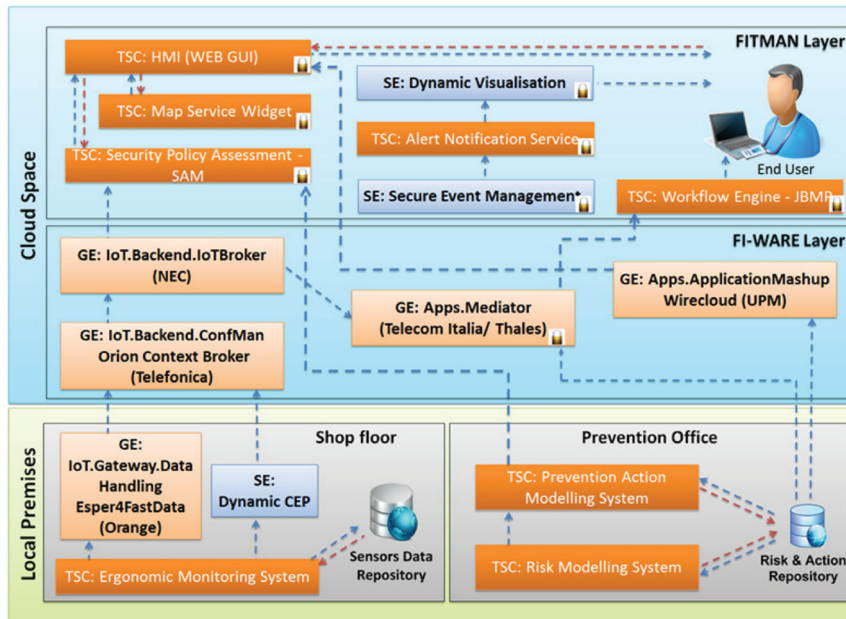 FITMAN Layer
TSC: HMI (WEB GUI)
SE: Dynamic Visualisation
TSC: Map Service Widget
TSC: Alert Notification Service
TSC: Security Policy Assessment -
SAM
End User
SE: Secure Event Management
TSC: Workflow Engine - JBMP
Cloud Space
FI-WARE Layer
GE: IoT.Backend.IoTBroker
(NEC)
GE: Apps.ApplicationMashup
Wirecloud (UPM)
GE: Apps.Mediator
(Telecom Italia/ Thales)
GE: IoT.Backend.ConfMan
Orion Context Broker
(Telefonica)
Local Premises
Shop floor
Prevention Office
GE:
IoT.Gateway.Data
Handling
Esper4FastData
(Orange)
SE:
Dynamic CEP
Sensors Data
Repository
TSC: Ergonomic Monitoring System
TSC: Prevention Action
Modelling System
TSC: Risk Modelling System
Risk & Action
Repository